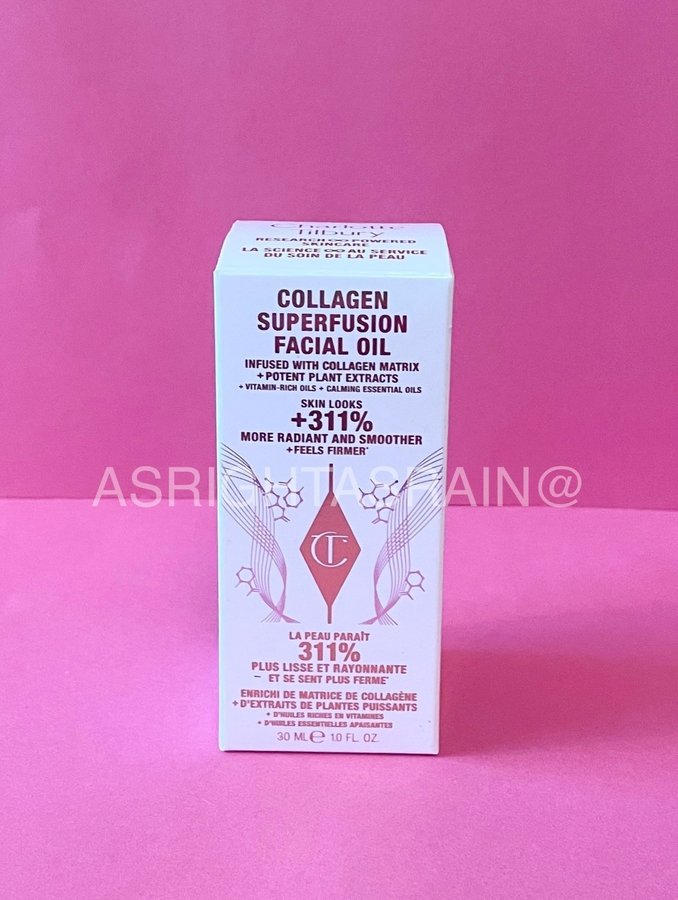 Charlotte
Tilbury
RESEARCH∞POWERED
SKINCARE
LA SCIENCE∞AU SERVICE
DU SOIN DE LA PEAU
COLLAGEN
SUPERFUSION
FACIAL OIL
INFUSED WITH COLLAGEN MATRIX
+POTENT PLANT EXTRACTS
+ VITAMIN-RICH OILS + CALMING ESSENTIAL OILS
SKIN LOOKS
+311%
MORE RADIANT AND SMOOTHER
+FEELS FIRMER*
ASRIGHTASRAIN@
CT
LA PEAU PARAÎT
311%
PLUS LISSE ET RAYONNANTE
ET SE SENT PLUS FERME*
ENRICHI DE MATRICE DE COLLAGÈNE
+D'EXTRAITS DE PLANTES PUISSANTS
+ D'HUILES RICHES EN VITAMINES
+ D'HUILES ESSENTIELLES APAISANTES
30 ML ℮ 1.0 FL. OZ.